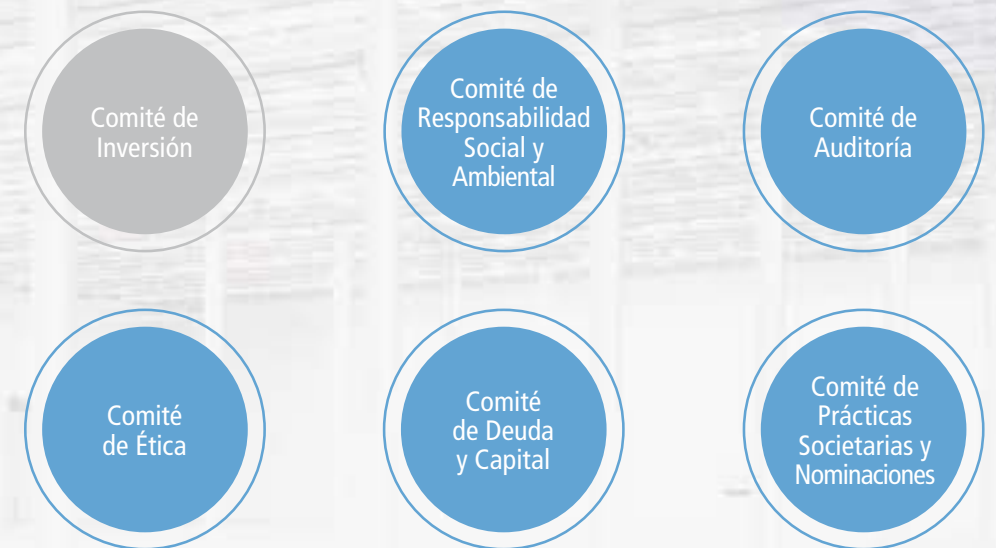 Comité de
Inversión
Comité de
Responsabilidad
Social y
Ambiental
Comité de
Auditoría
Comité
de Ética
Comité
de Deuda
y Capital
Comité de
Prácticas
Societarias y
Nominaciones